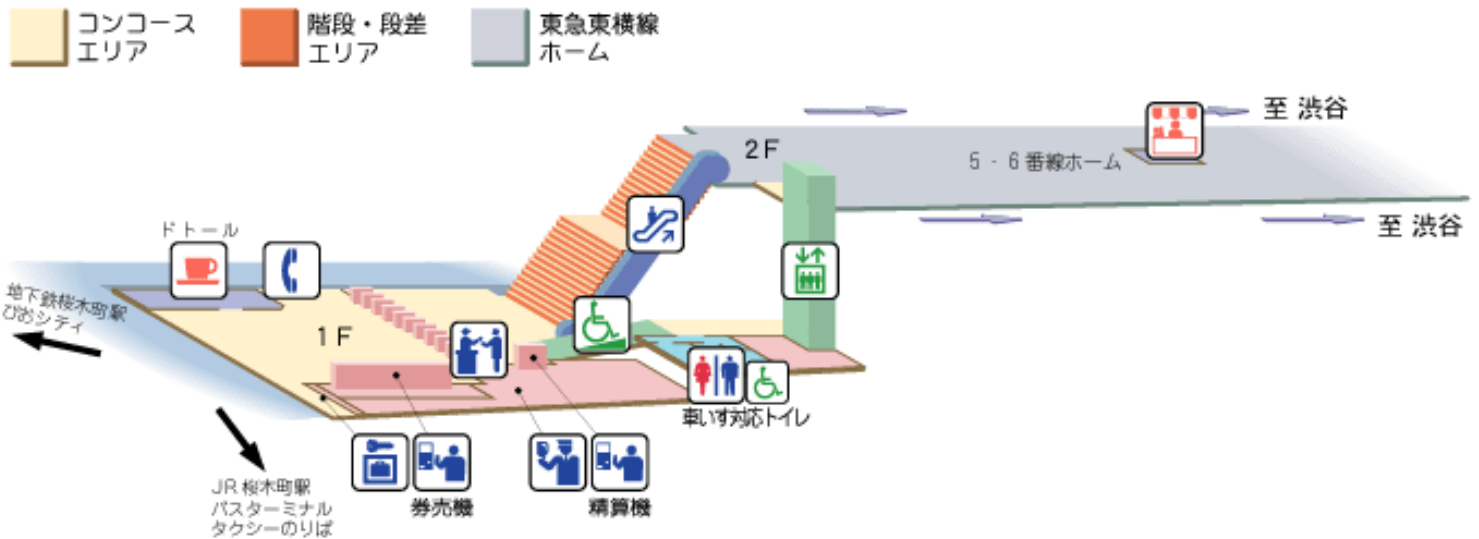 コンコース
エリア
階段・段差
エリア
東急東横線
ホーム
至 渋谷
2F
5・6番線ホーム
至 渋谷
ドトール
地下鉄桜木町駅
ぴおシティ
1F
車いす対応トイレ
JR桜木町駅
バスターミナル
タクシーのりば
券売機
精算機